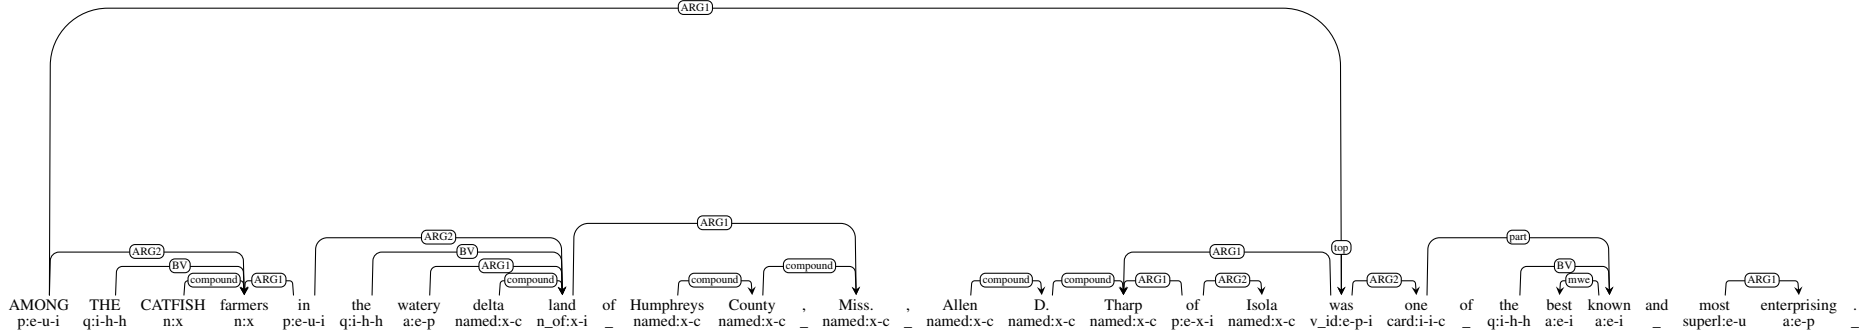 ARG1
ARG1
ARG2
part
ARG2
BV
ARG1
top
BV
ARG1
compound
compound
BV
compound
ARG1
compound
compound
compound
compound
ARG1
ARG2
ARG2
mwe
ARG1
AMONG THE CATFISH farmers in the watery delta land of Humphreys County , Miss. , Allen D. Tharp of Isola was one of the best known and most enterprising .
p:e-u-i q:i-h-h n:x n:x p:e-u-i q:i-h-h a:e-p named:x-c n_of:x-i _ named:x-c named:x-c _ named:x-c _ named:x-c named:x-c named:x-c p:e-x-i named:x-c v_id:e-p-i card:i-i-c _ q:i-h-h a:e-i a:e-i _ superl:e-u a:e-p _